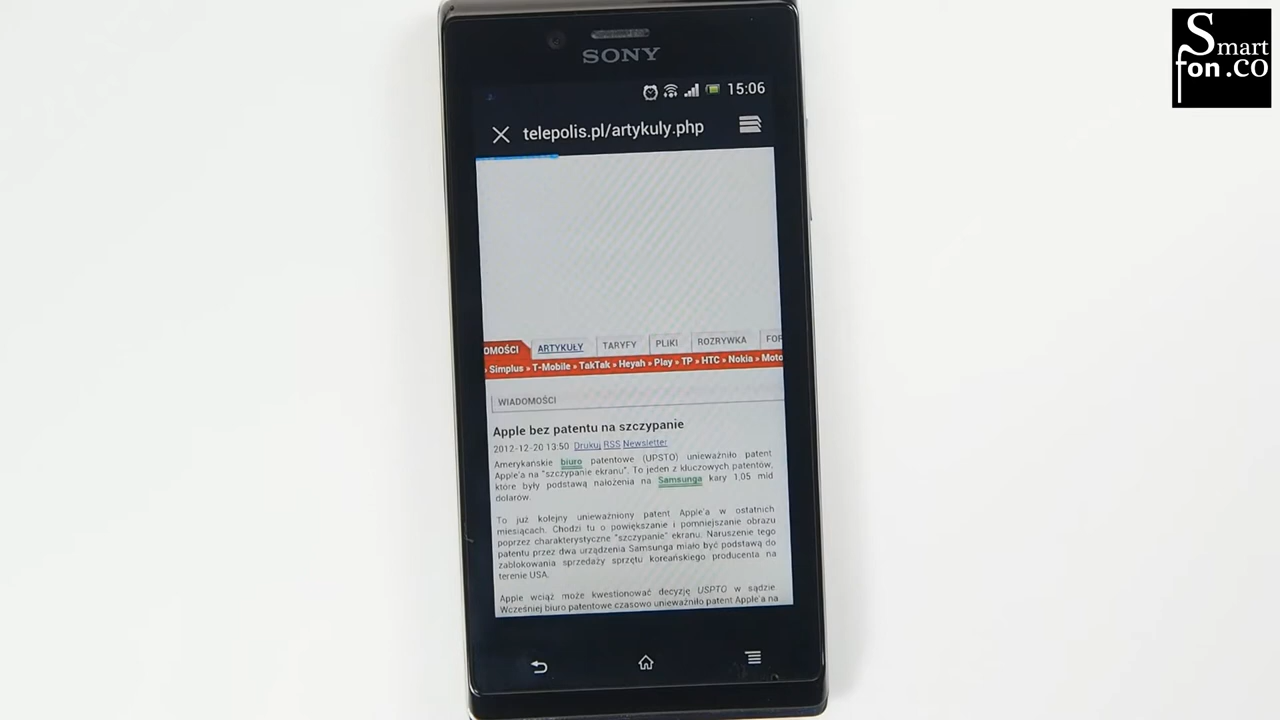 Smart
fon.co
SONY
15:06
telepolis.pl/artykuly.php
OMOŚCI ARTYKUŁY TARYFY PLIKI ROZRYWKA FOR
» Simplus » T-Mobile » TakTak » Heyah » Play » TP » HTC » Nokia » Moto
WIADOMOŚCI
Apple bez patentu na szczypanie
2012-12-20 13:50 Drukuj RSS Newsletter
Amerykańskie biuro patentowe (UPSTO) unieważniło patent
Apple'a na "szczypanie ekranu". To jeden z kluczowych patentów,
które były podstawą nałożenia na Samsunga kary 1,05 mld
dolarów.
To już kolejny unieważniony patent Apple'a w ostatnich
miesiącach. Chodzi tu o powiększanie i pomniejszanie obrazu
poprzez charakterystyczne "szczypanie" ekranu. Naruszenie tego
patentu przez dwa urządzenia Samsunga miało być podstawą do
zablokowania sprzedaży sprzętu koreańskiego producenta na
terenie USA.
Apple wciąż może kwestionować decyzję USPTO w sądzie
Wcześniej biuro patentowe czasowo unieważniło patent Apple'a na